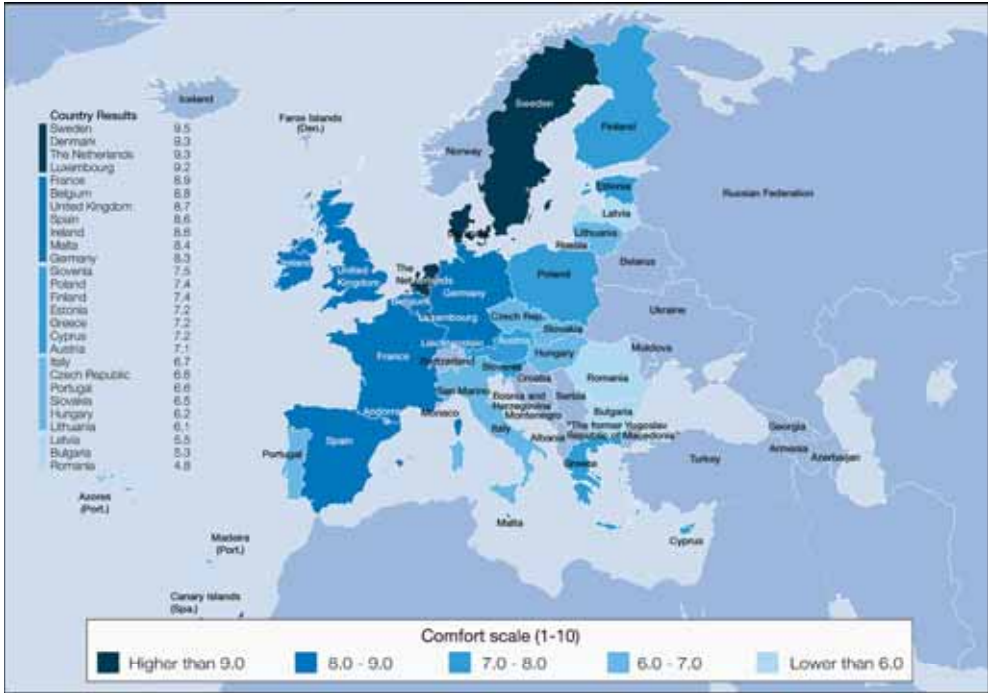 Iceland
Faroe Islands
(Den.)
Country Results
Sweden 9.5
Denmark 9.3
The Netherlands 9.3
Luxembourg 9.2
France 8.9
Belgium 8.8
United Kingdom 8.7
Spain 8.6
Ireland 8.6
Malta 8.4
Germany 8.3
Slovenia 7.5
Poland 7.4
Finland 7.4
Estonia 7.2
Greece 7.2
Cyprus 7.2
Austria 7.1
Italy 6.7
Czech Republic 6.6
Portugal 6.6
Slovakia 6.5
Hungary 6.2
Lithuania 6.1
Latvia 5.5
Bulgaria 5.3
Romania 4.8
Sweden
Norway
Finland
Russian Federation
Estonia
Latvia
Lithuania
Russia
Belarus
Ireland
United
Kingdom
The
Netherlands
Belgium
Germany
Poland
Luxembourg
Czech Rep.
Slovakia
Ukraine
Liechtenstein
Austria
Hungary
Moldova
France
Switzerland
Slovenia
Croatia
Romania
San Marino
Bosnia and
Herzegovina
Serbia
Montenegro
Andorra
Monaco
Bulgaria
Italy
"The former Yugoslav
Republic of Macedonia"
Albania
Georgia
Armenia
Azerbaijan
Portugal
Spain
Greece
Turkey
Malta
Cyprus
Azores
(Port.)
Madeira
(Port.)
Canary Islands
(Spa.)
Comfort scale (1-10)
Higher than 9.0
8.0 - 9.0
7.0 - 8.0
6.0 - 7.0
Lower than 6.0